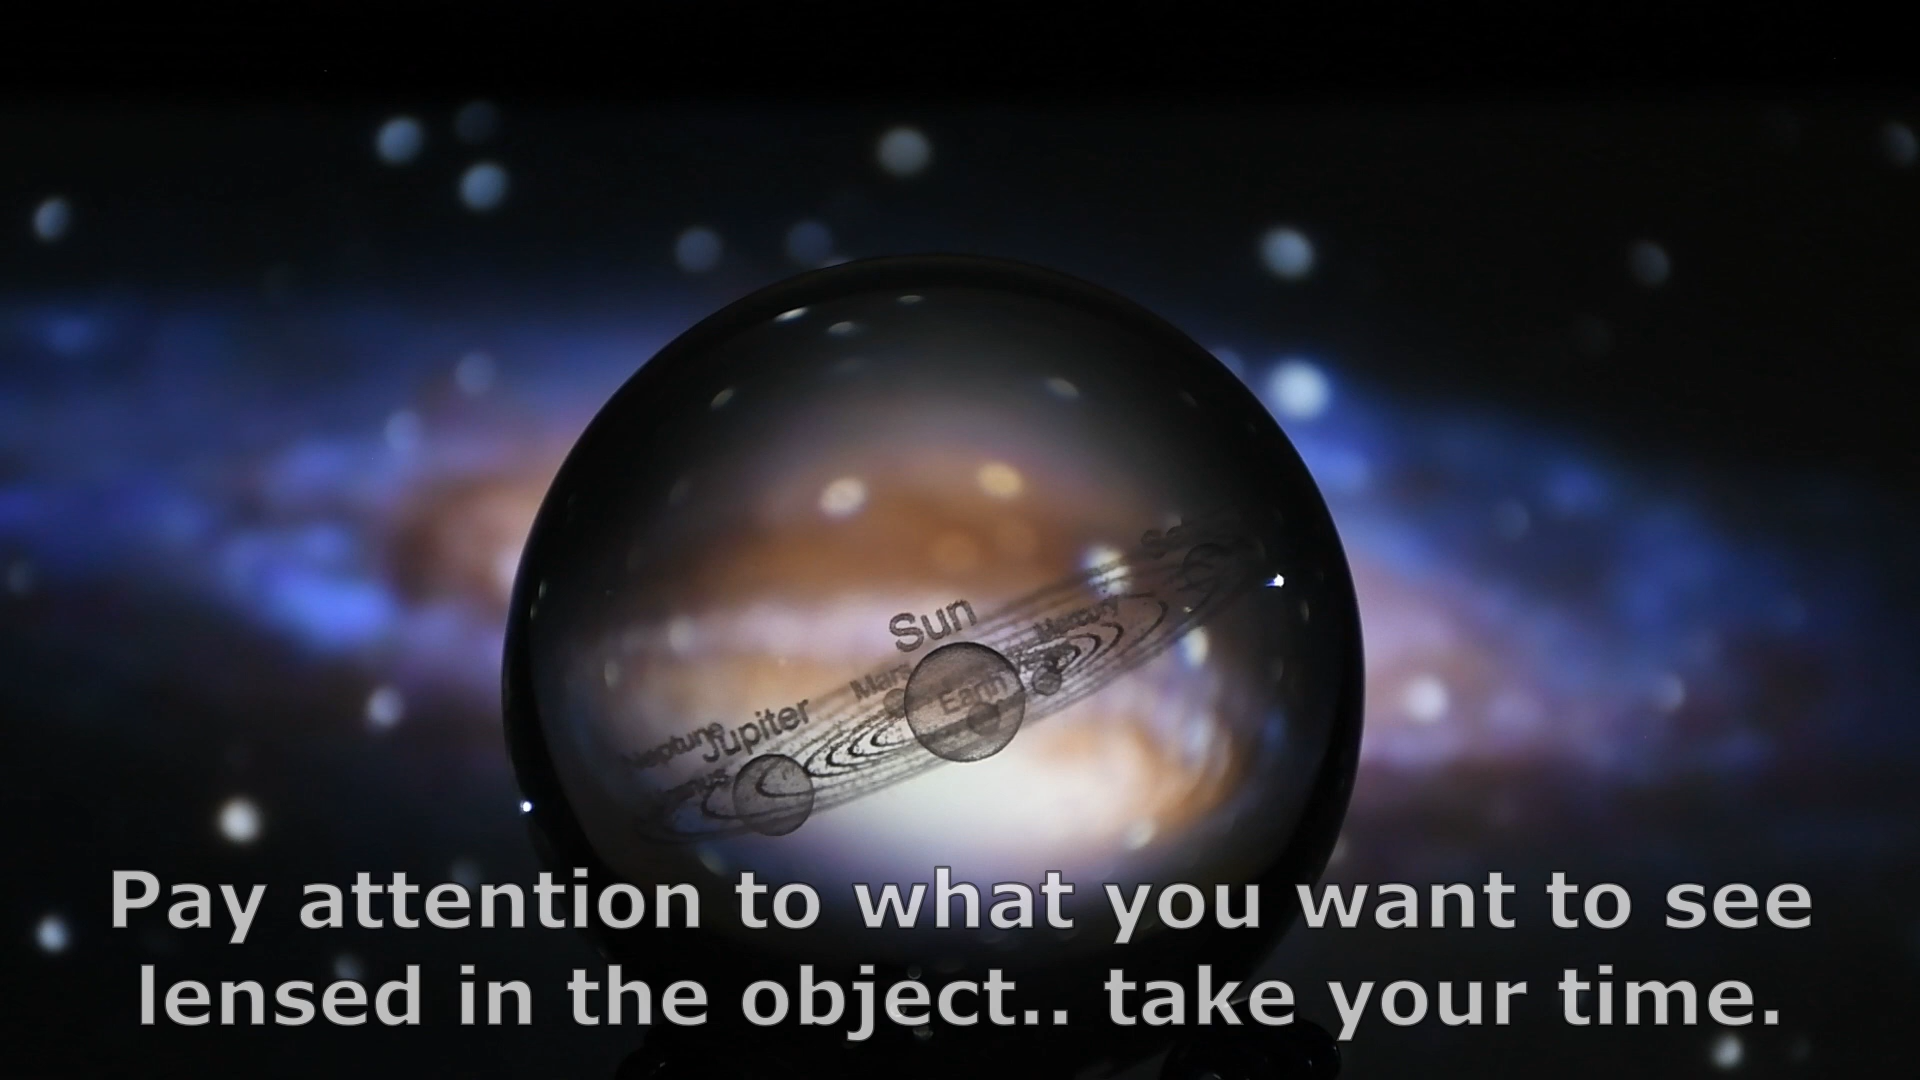 Sun
Mercury
Mars
Earth
Jupiter
Neptune
Pay attention to what you want to see
lensed in the object.. take your time.